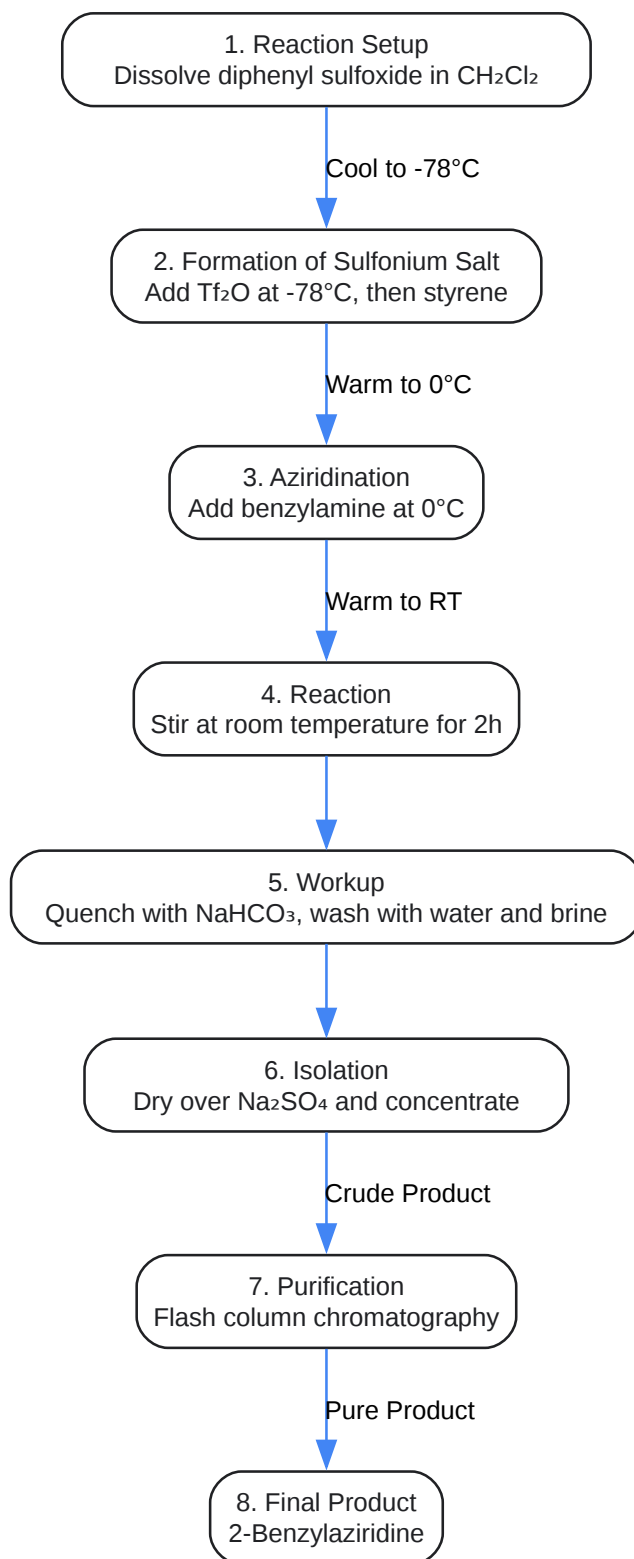 1. Reaction Setup
Dissolve diphenyl sulfoxide in CH₂Cl₂
Cool to -78°C
2. Formation of Sulfonium Salt
Add Tf₂O at -78°C, then styrene
Warm to 0°C
3. Aziridination
Add benzylamine at 0°C
Warm to RT
4. Reaction
Stir at room temperature for 2h
5. Workup
Quench with NaHCO₃, wash with water and brine
6. Isolation
Dry over Na₂SO₄ and concentrate
Crude Product
7. Purification
Flash column chromatography
Pure Product
8. Final Product
2-Benzylaziridine